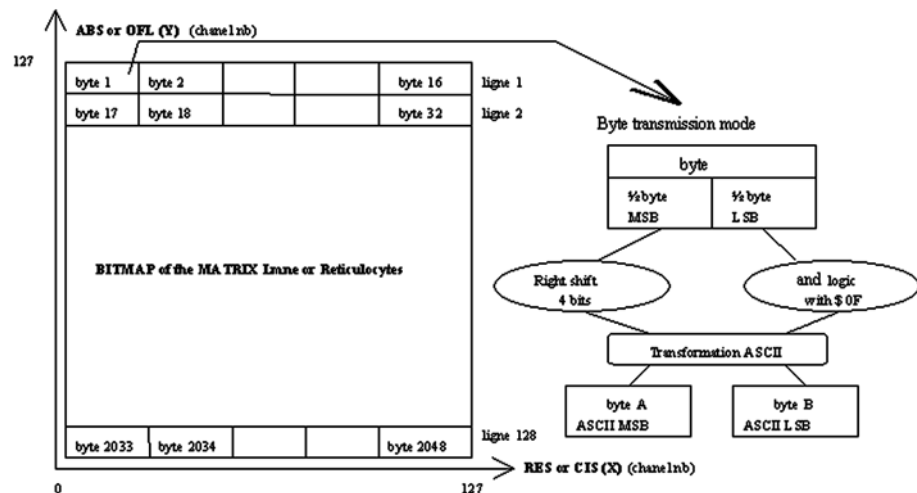 ABS or OFL (Y) (chanel nb)
127
byte 1 byte 2 byte 16 ligne 1
byte 17 byte 18 byte 32 ligne 2
BITMAP of the MATRIX Lmne or Reticulocytes
byte 2033 byte 2034 byte 2048 ligne 128
0 127
RES or CIS (X) (chanel nb)
Byte transmission mode
byte
½ byte MSB
½ byte LSB
Right shift 4 bits
and logic with $ 0F
Transformation ASCII
byte A ASCII MSB
byte B ASCII LSB